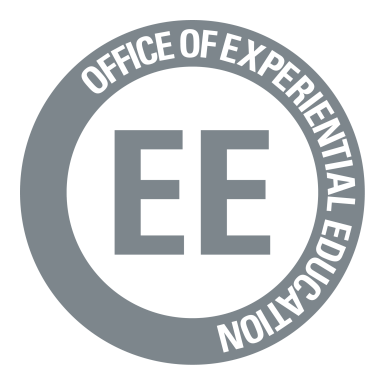 OFFICE OF EXPERIENTIAL EDUCATION
EE